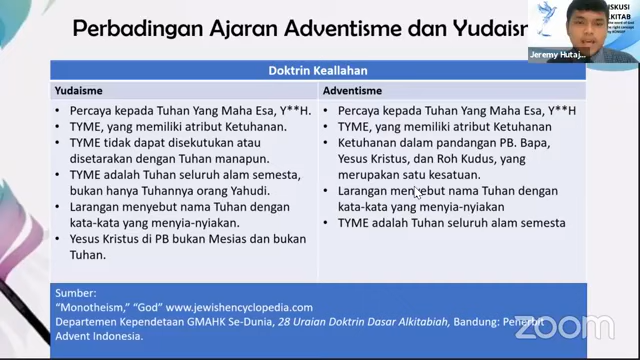 Perbadingan Ajaran Adventisme dan Yudaism
Jeremy Hutaj...
Doktrin Keallahan
Yudaisme
• Percaya kepada Tuhan Yang Maha Esa, Y**H.
• TYME, yang memiliki atribut Ketuhanan.
• TYME tidak dapat disekutukan atau
disetarakan dengan Tuhan manapun.
• TYME adalah Tuhan seluruh alam semesta,
bukan hanya Tuhannya orang Yahudi.
• Larangan menyebut nama Tuhan dengan
kata-kata yang menyia-nyiakan.
• Yesus Kristus di PB bukan Mesias dan bukan
Tuhan.
Adventisme
• Percaya kepada Tuhan Yang Maha Esa, Y**H
• TYME, yang memiliki atribut Ketuhanan
• Ketuhanan dalam pandangan PB. Bapa,
Yesus Kristus, dan Roh Kudus, yang
merupakan satu kesatuan.
• Larangan menyebut nama Tuhan dengan
kata-kata yang menyia-nyiakan
• TYME adalah Tuhan seluruh alam semesta
Sumber:
“Monotheism,” “God” www.jewishencyclopedia.com
Departemen Kependetaan GMAHK Se-Dunia, 28 Uraian Doktrin Dasar Alkitabiah, Bandung: Penerbit
Advent Indonesia.
zoom